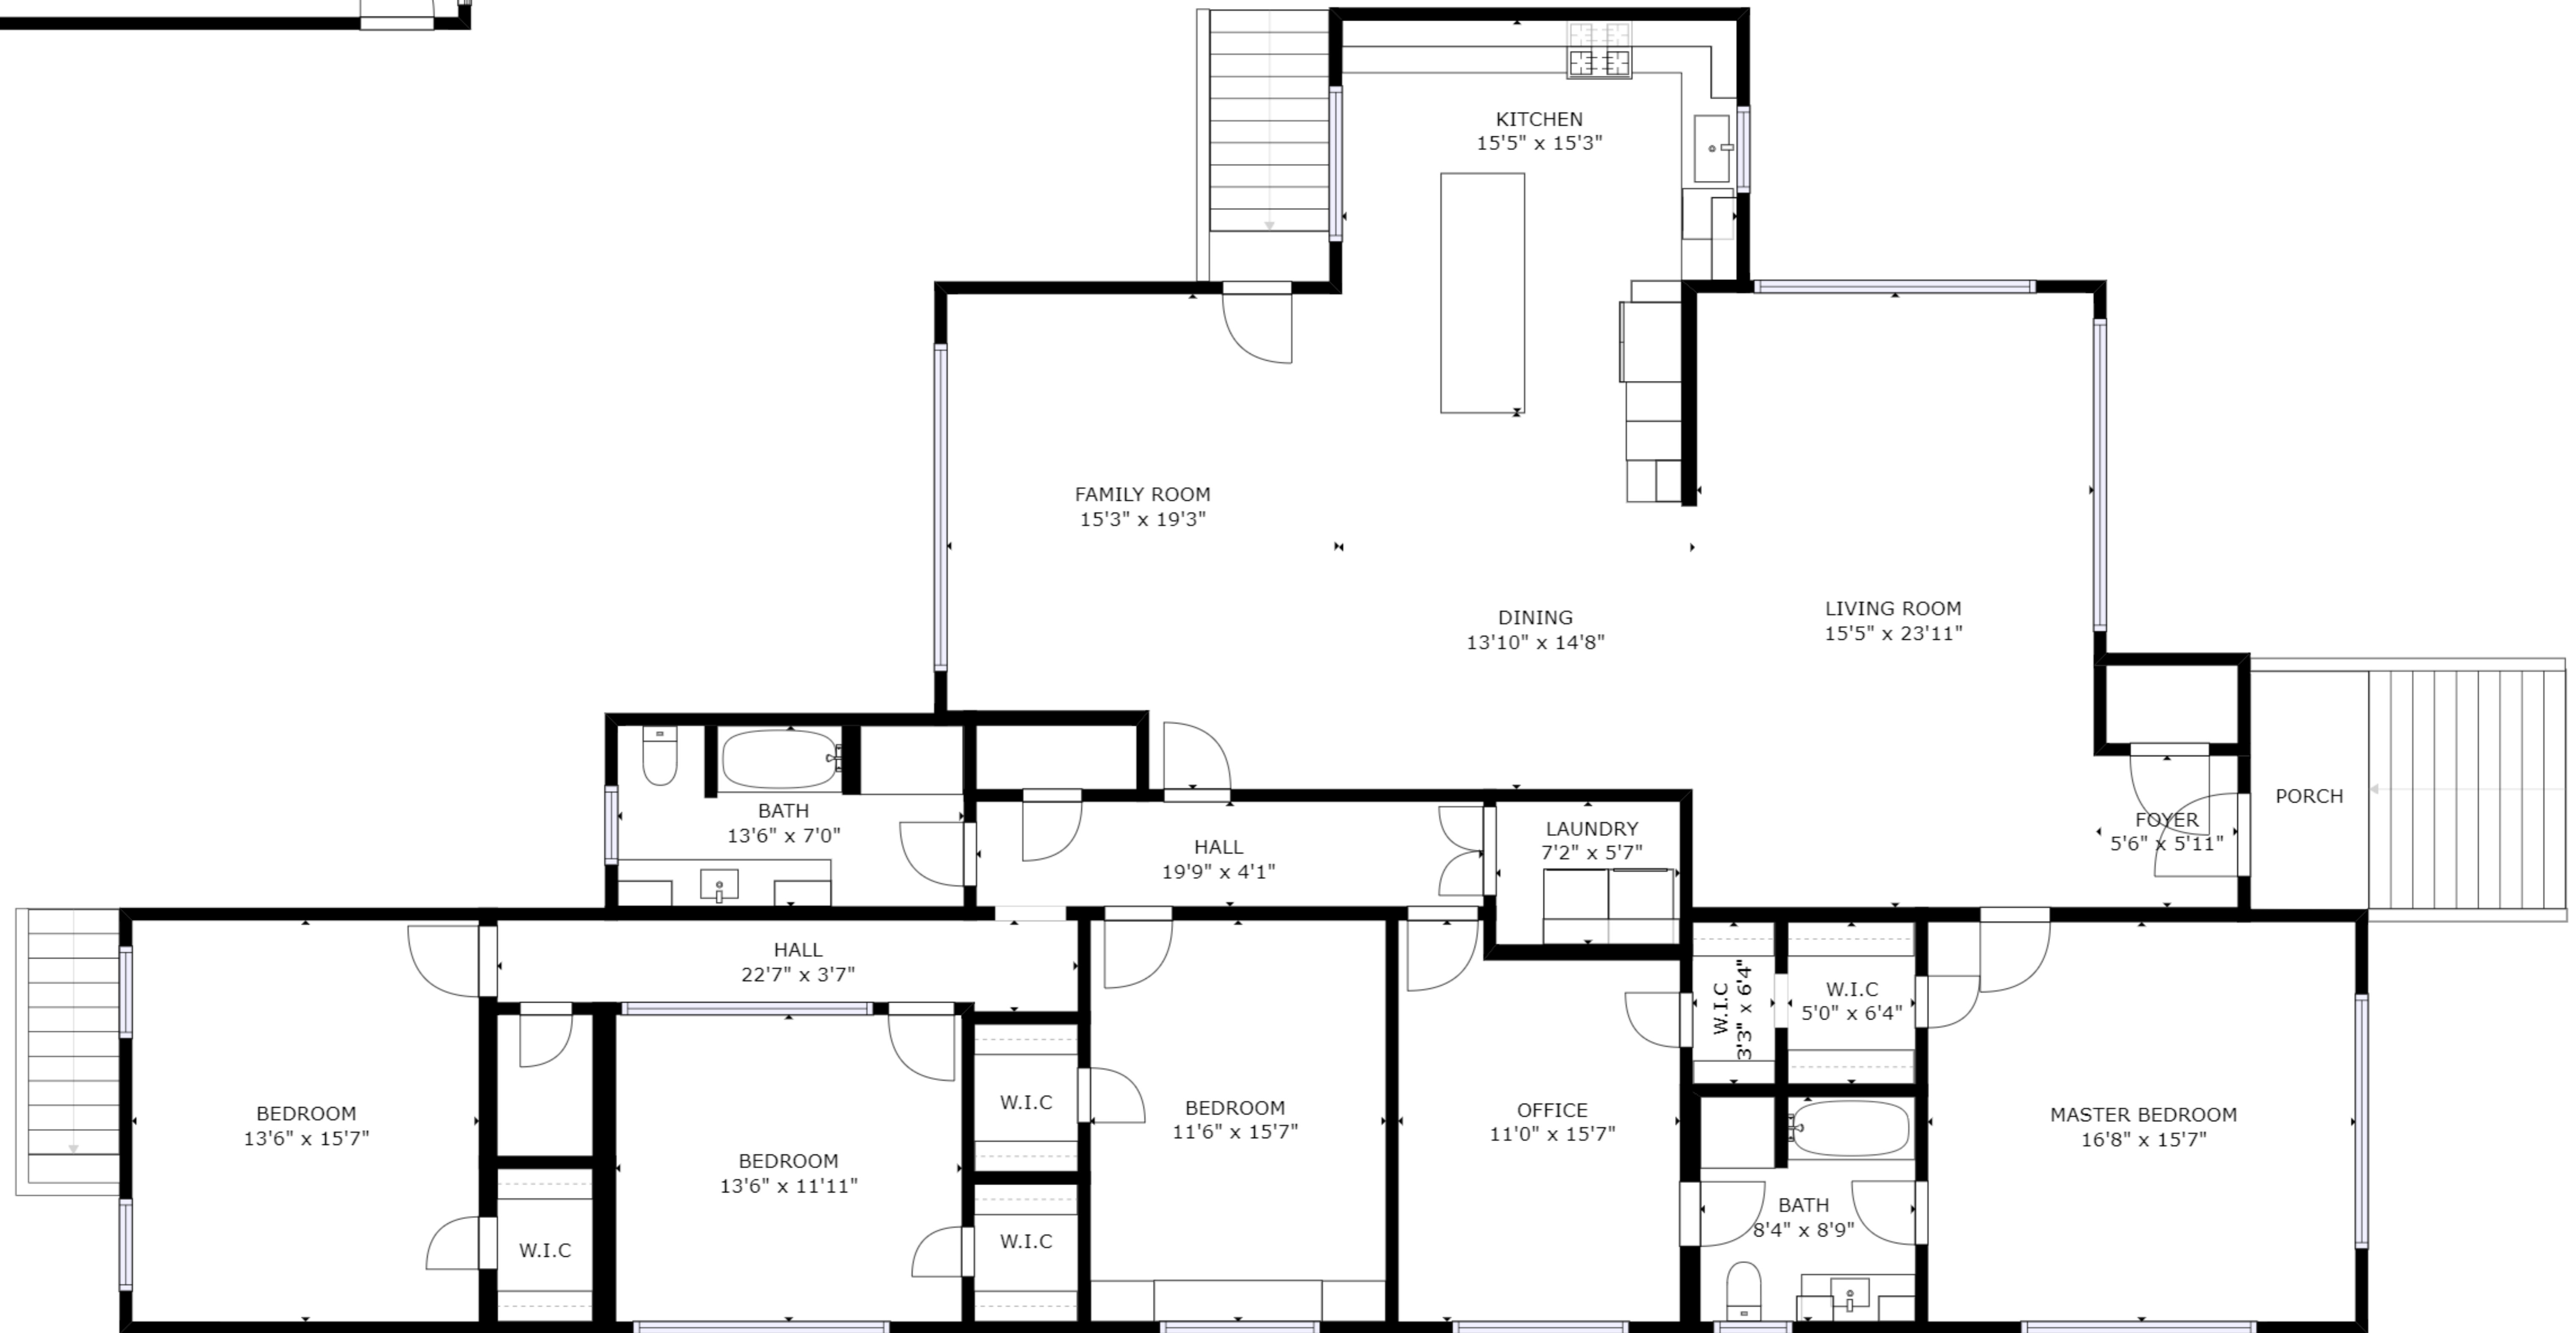 KITCHEN
15'5" x 15'3"
FAMILY ROOM
15'3" x 19'3"
DINING
13'10" x 14'8"
LIVING ROOM
15'5" x 23'11"
PORCH
FOYER
5'6" x 5'11"
BATH
13'6" x 7'0"
HALL
19'9" x 4'1"
LAUNDRY
7'2" x 5'7"
HALL
22'7" x 3'7"
W.I.C
3'3" x 6'4"
W.I.C
5'0" x 6'4"
BEDROOM
13'6" x 15'7"
W.I.C
BEDROOM
13'6" x 11'11"
W.I.C
W.I.C
BEDROOM
11'6" x 15'7"
OFFICE
11'0" x 15'7"
BATH
8'4" x 8'9"
MASTER BEDROOM
16'8" x 15'7"